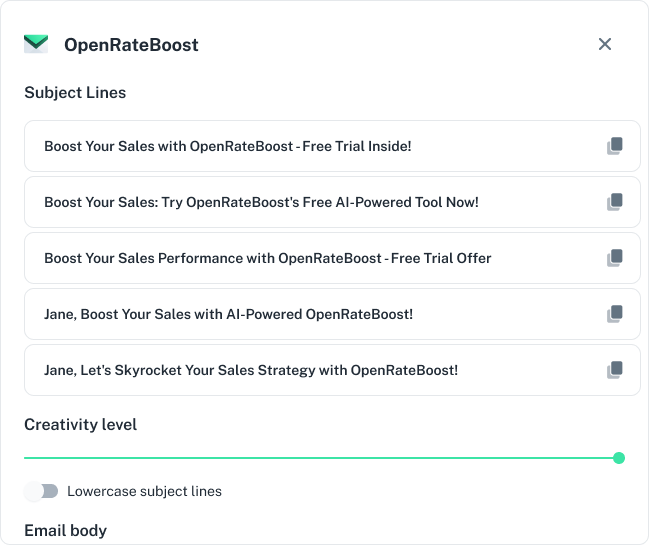 OpenRateBoost
Subject Lines
Boost Your Sales with OpenRateBoost - Free Trial Inside!
Boost Your Sales: Try OpenRateBoost's Free AI-Powered Tool Now!
Boost Your Sales Performance with OpenRateBoost - Free Trial Offer
Jane, Boost Your Sales with AI-Powered OpenRateBoost!
Jane, Let's Skyrocket Your Sales Strategy with OpenRateBoost!
Creativity level
Lowercase subject lines
Email body